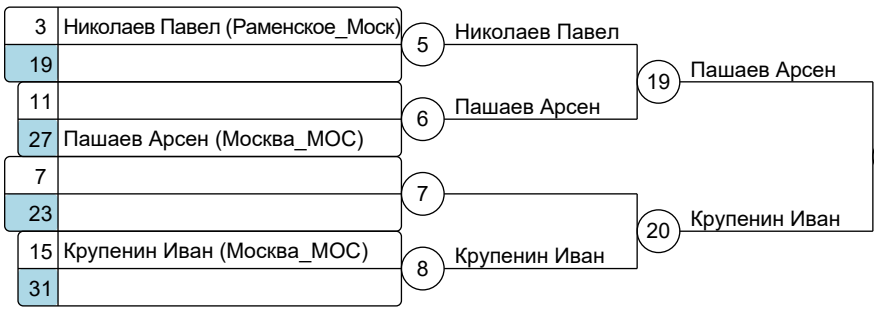 3 Николаев Павел (Раменское_Моск)
5 Николаев Павел
19
19 Пашаев Арсен
11
6 Пашаев Арсен
27 Пашаев Арсен (Москва_МОС)
7
7
23
20 Крупенин Иван
15 Крупенин Иван (Москва_МОС)
8 Крупенин Иван
31